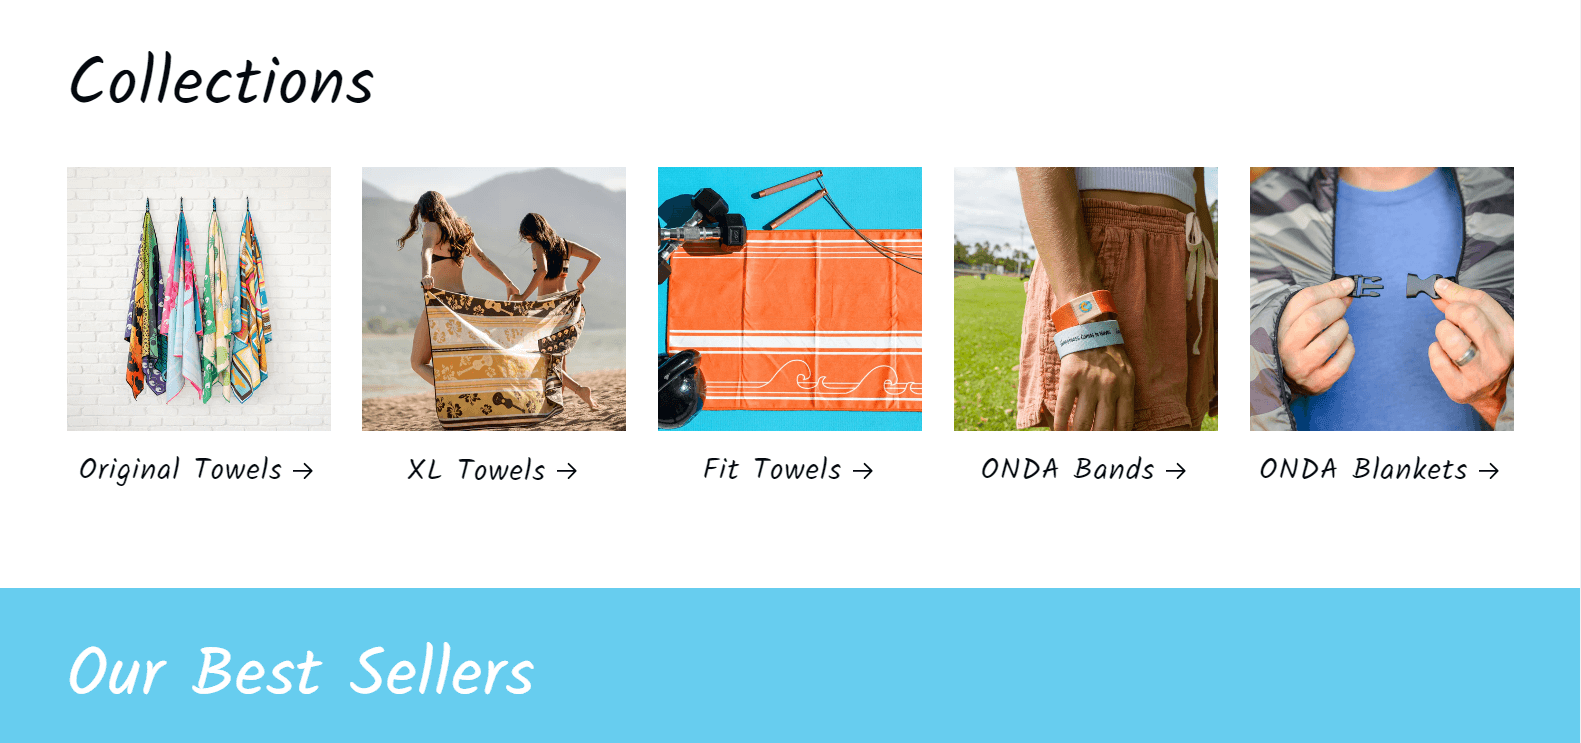 Collections
Original Towels →
XL Towels →
Fit Towels →
ONDA Bands →
ONDA Blankets →
Our Best Sellers